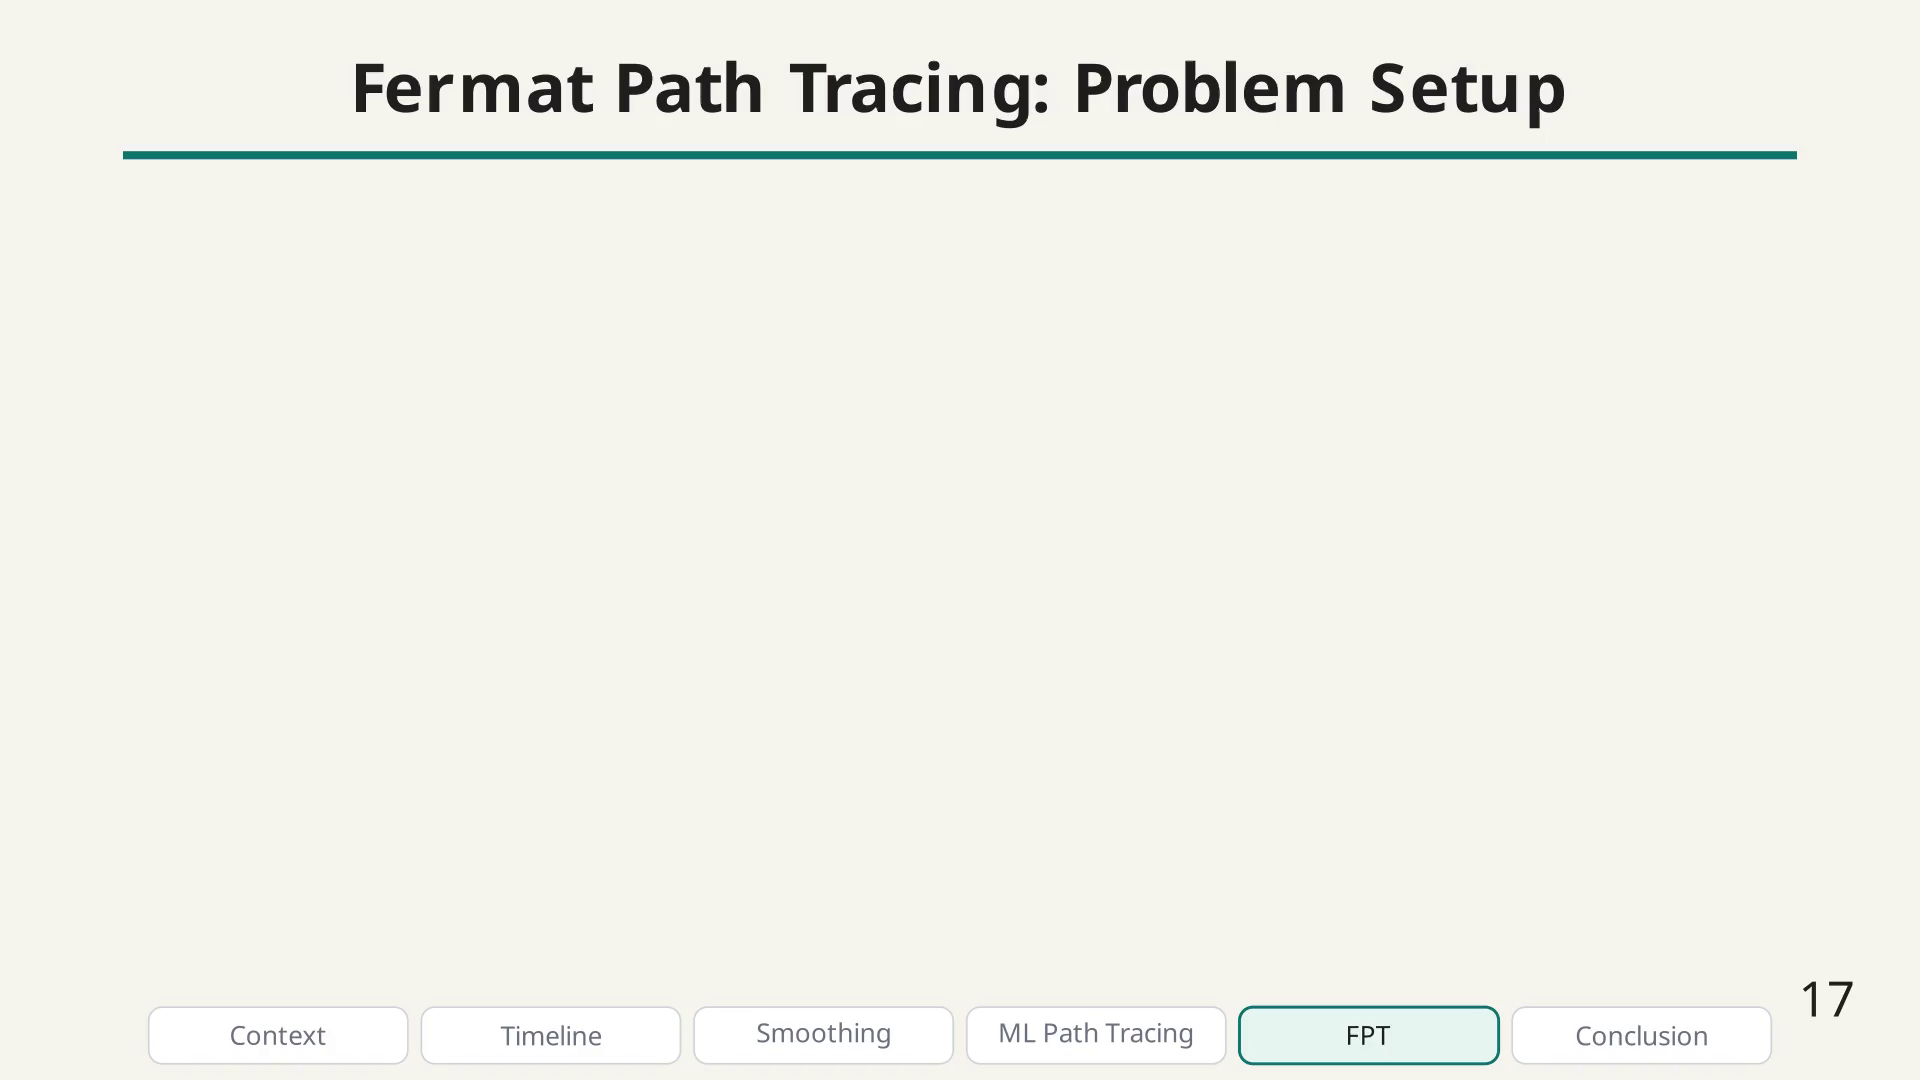 Fermat Path Tracing: Problem Setup
17
Context
Timeline
Smoothing
ML Path Tracing
FPT
Conclusion